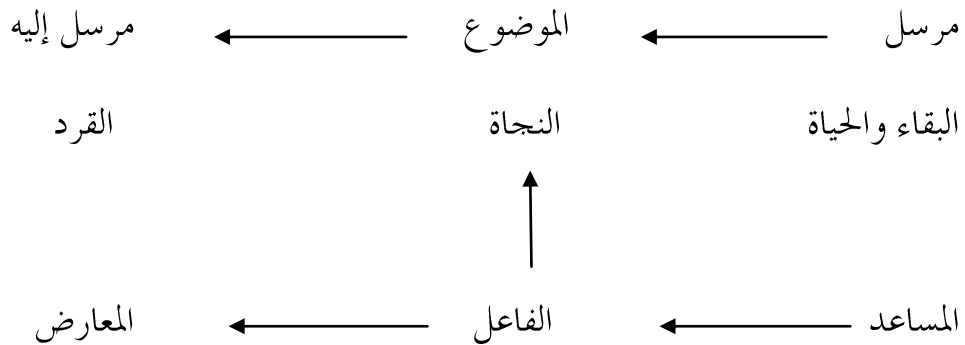 مرسل الموضوع مرسل إليه
البقاء والحياة النجاة القرد
المساعد الفاعل المعارض